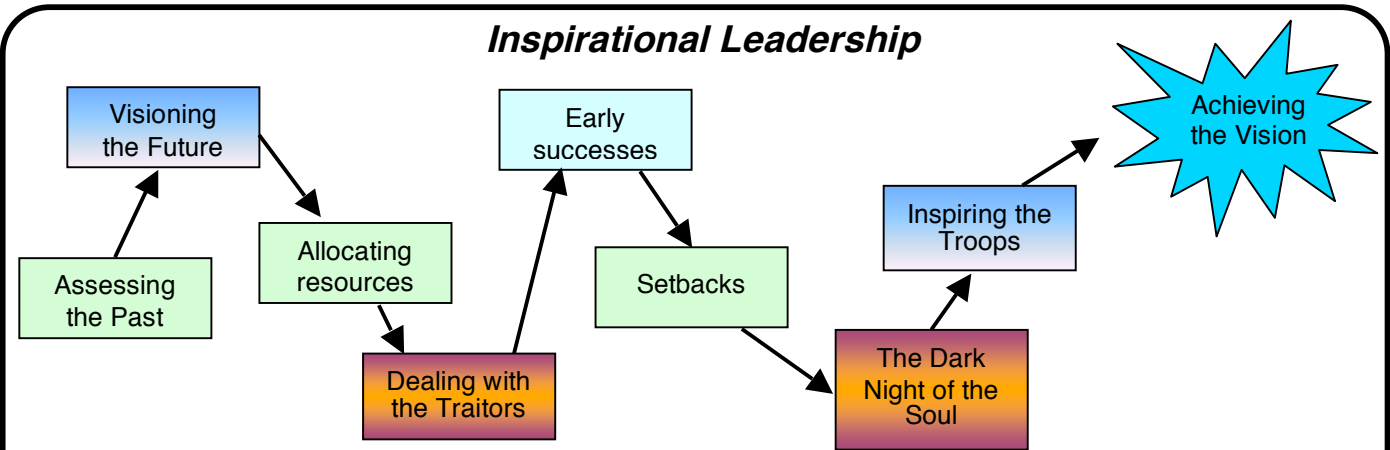 Inspirational Leadership
Assessing
the Past
Visioning
the Future
Allocating
resources
Dealing with
the Traitors
Early
successes
Setbacks
The Dark
Night of the
Soul
Inspiring the
Troops
Achieving
the Vision